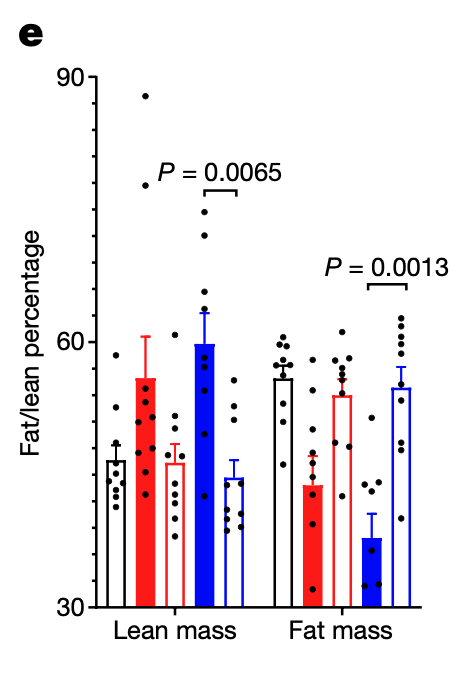 e
90
P = 0.0065
P = 0.0013
60
Fat/lean percentage
30
Lean mass
Fat mass